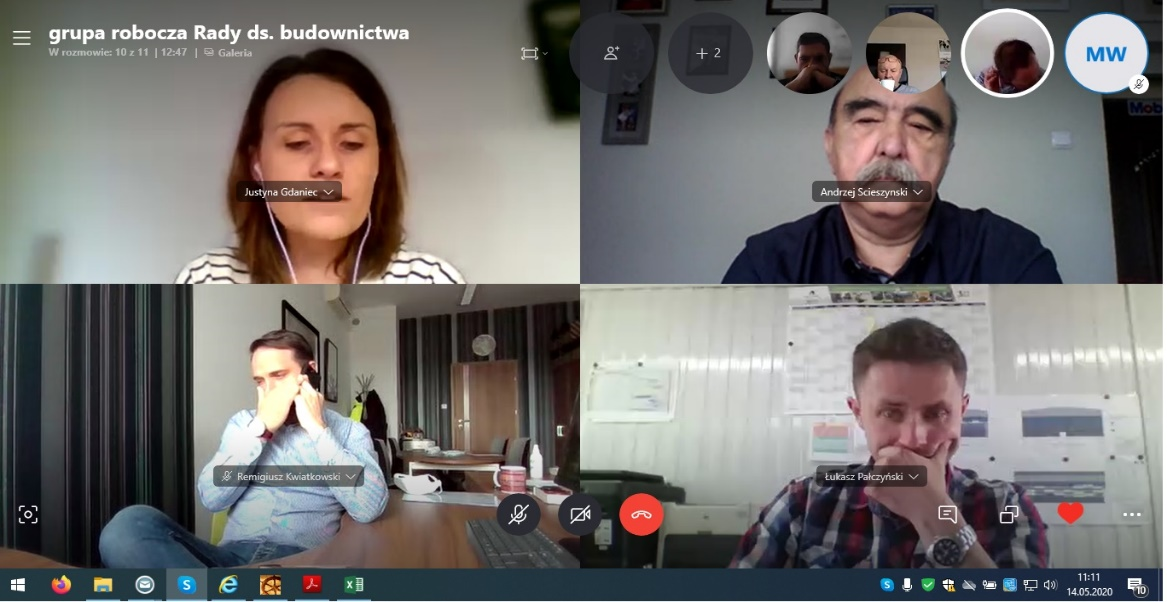 grupa robocza Rady ds. budownictwa
W rozmowie: 10 z 11 | 12:47 | Galeria
+ 2
MW
Mob
Justyna Gdaniec
Andrzej Scieszynski
Remigiusz Kwiatkowski
Łukasz Pałczyński
11:11
14.05.2020
10